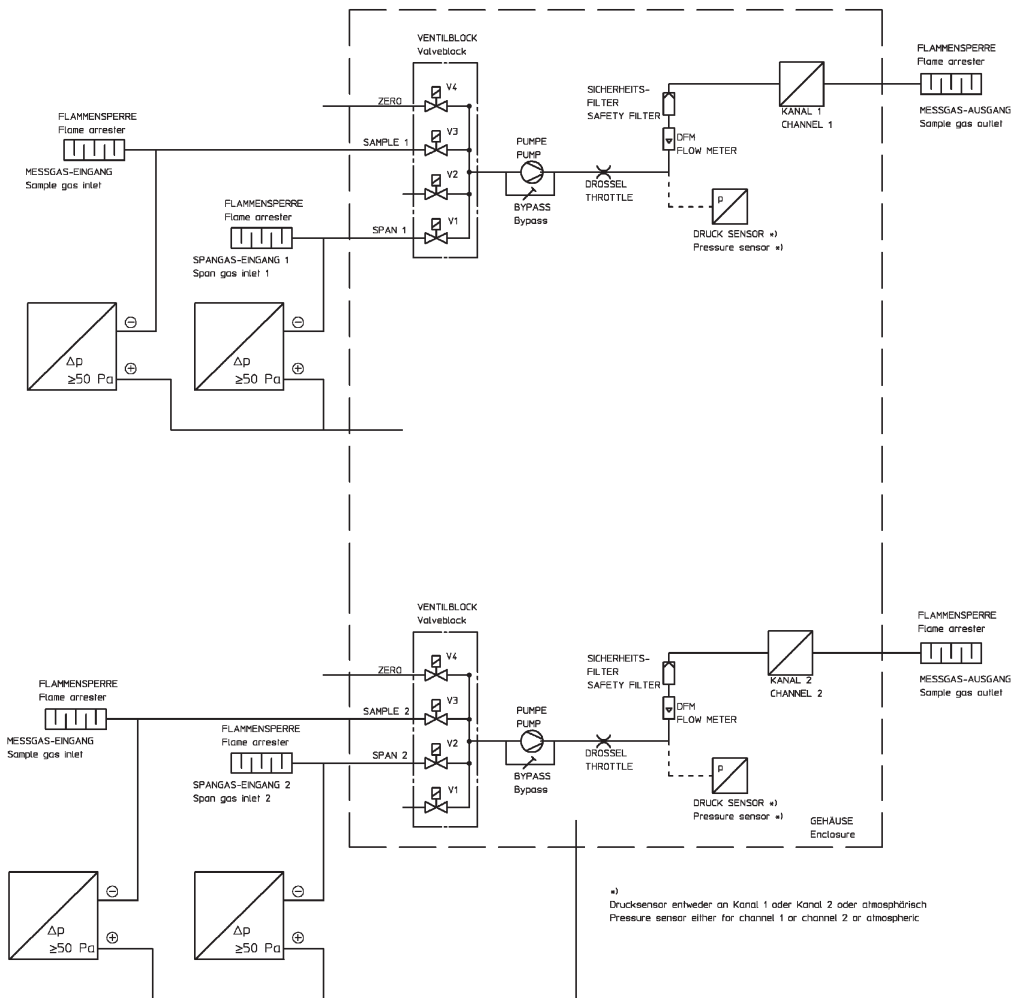 VENTILBLOCK
Valveblock
V4
ZERO
V3
SAMPLE 1
V2
V1
SPAN 1
FLAMMENSPERRE
Flame arrester
MESSGAS-EINGANG
Sample gas inlet
FLAMMENSPERRE
Flame arrester
SPANGAS-EINGANG 1
Span gas inlet 1
PUMPE
PUMP
BYPASS
Bypass
DROSSEL
THROTTLE
SICHERHEITS-
FILTER
SAFETY FILTER
DFM
FLOW METER
p
DRUCK SENSOR *)
Pressure sensor *)
KANAL 1
CHANNEL 1
FLAMMENSPERRE
Flame arrester
MESSGAS-AUSGANG
Sample gas outlet
⊖
⊕
Δp
≥50 Pa
⊖
⊕
Δp
≥50 Pa
VENTILBLOCK
Valveblock
V4
ZERO
V3
SAMPLE 2
V2
SPAN 2
V1
FLAMMENSPERRE
Flame arrester
MESSGAS-EINGANG
Sample gas inlet
FLAMMENSPERRE
Flame arrester
SPANGAS-EINGANG 2
Span gas inlet 2
PUMPE
PUMP
BYPASS
Bypass
DROSSEL
THROTTLE
SICHERHEITS-
FILTER
SAFETY FILTER
DFM
FLOW METER
p
DRUCK SENSOR *)
Pressure sensor *)
KANAL 2
CHANNEL 2
FLAMMENSPERRE
Flame arrester
MESSGAS-AUSGANG
Sample gas outlet
GEHÄUSE
Enclosure
⊖
⊕
Δp
≥50 Pa
⊖
⊕
Δp
≥50 Pa
*)
Drucksensor entweder an Kanal 1 oder Kanal 2 oder atmosphärisch
Pressure sensor either for channel 1 or channel 2 or atmospheric